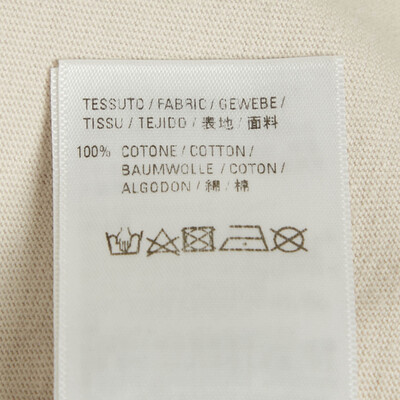 TESSUTO / FABRIC / GEWEBE /
TISSU / TEJIDO / 表地 / 面料
100% COTONE / COTTON /
BAUMWOLLE / COTON /
ALGODON / 綿 / 棉